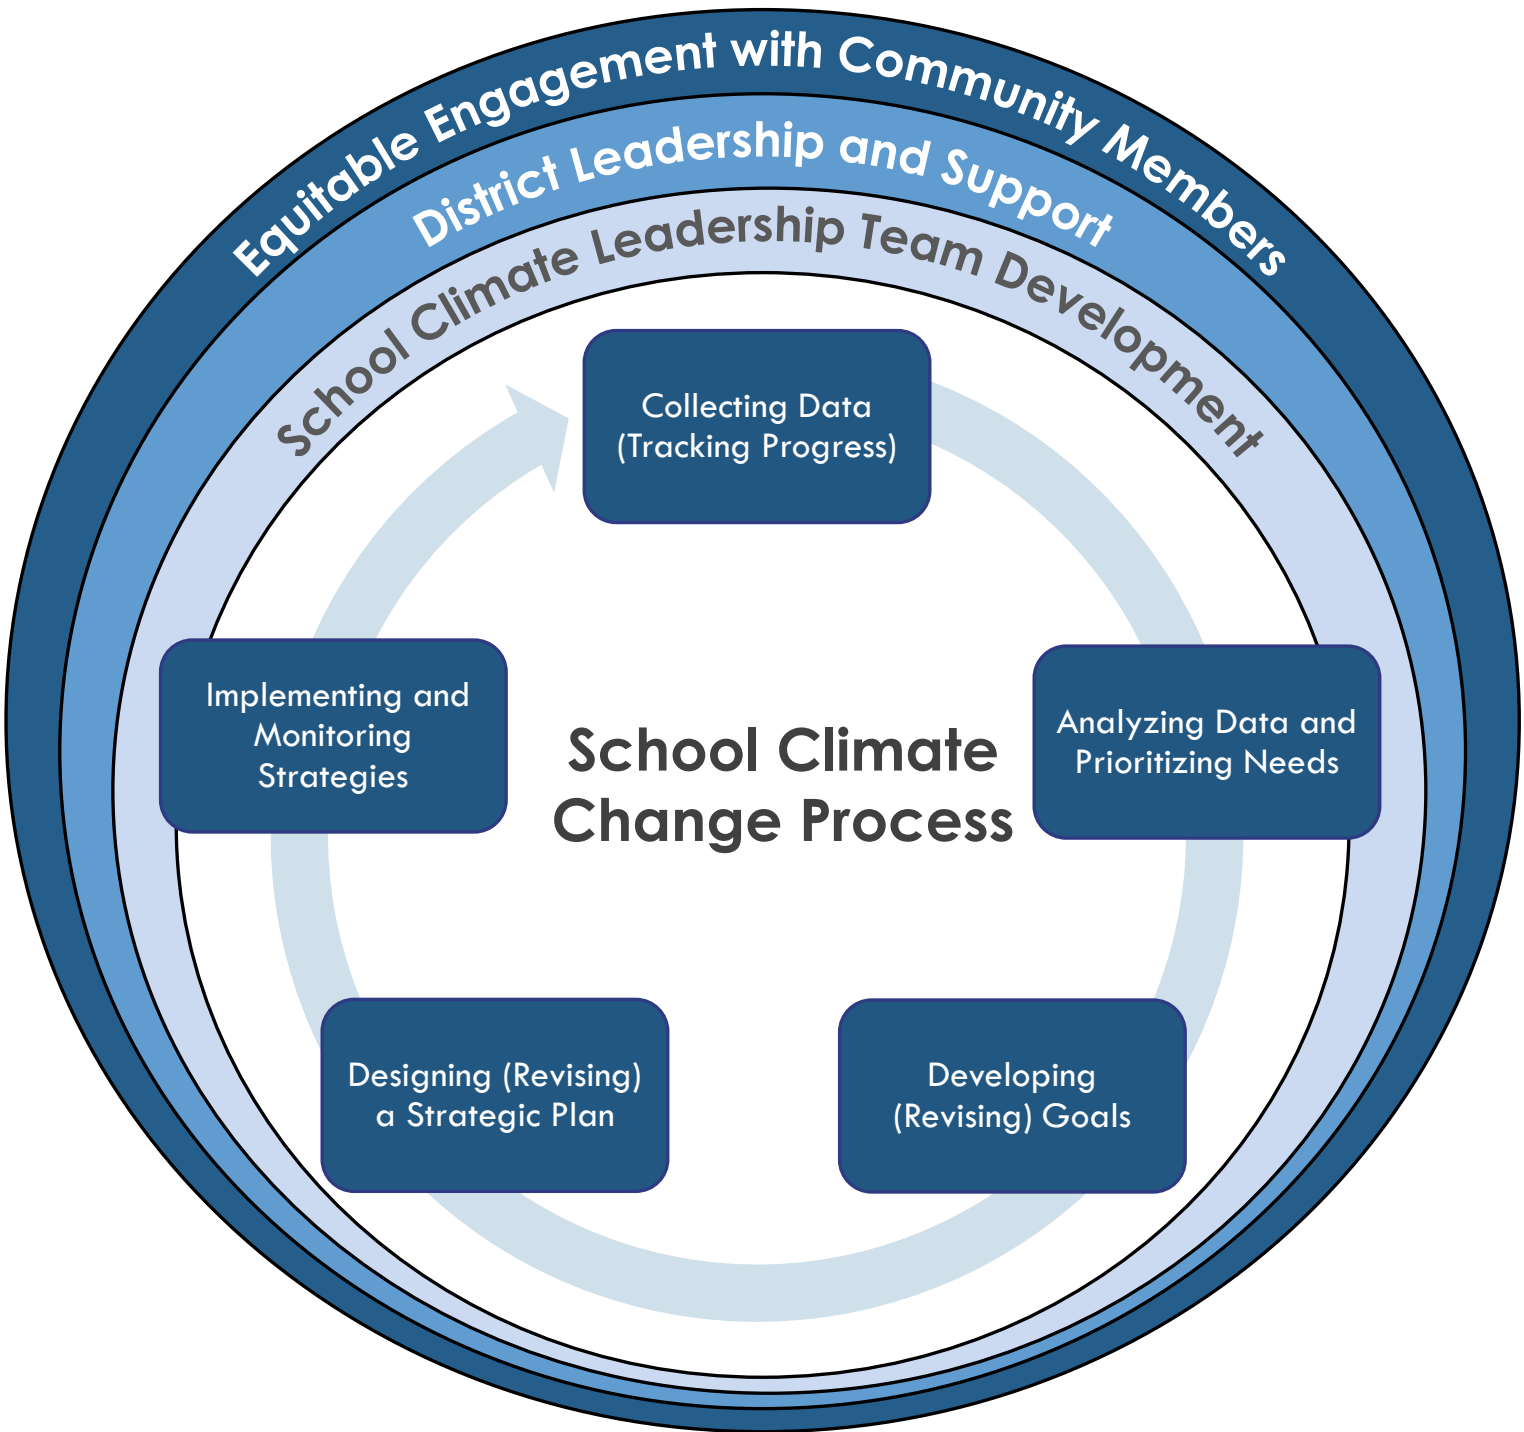 Equitable Engagement with Community Members
District Leadership and Support
School Climate Leadership Team Development
Collecting Data
(Tracking Progress)
Analyzing Data and
Prioritizing Needs
Developing
(Revising) Goals
Designing (Revising)
a Strategic Plan
Implementing and
Monitoring
Strategies
School Climate
Change Process